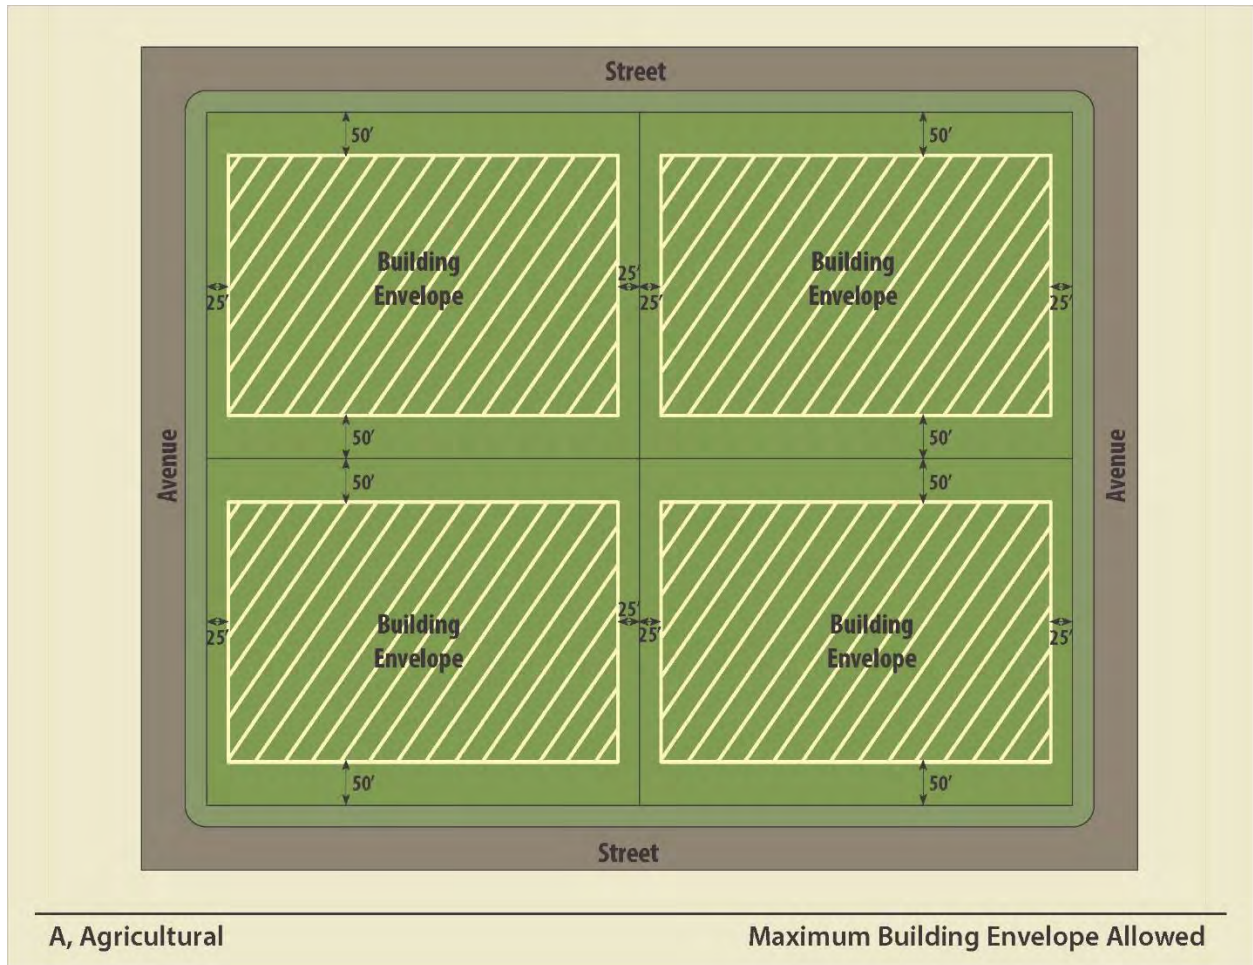 Street
50′
50′
Building
Envelope
Building
Envelope
25′
25′
25′
25′
50′
50′
Avenue
Avenue
50′
50′
Building
Envelope
Building
Envelope
25′
25′
25′
25′
50′
50′
Street
A, Agricultural
Maximum Building Envelope Allowed